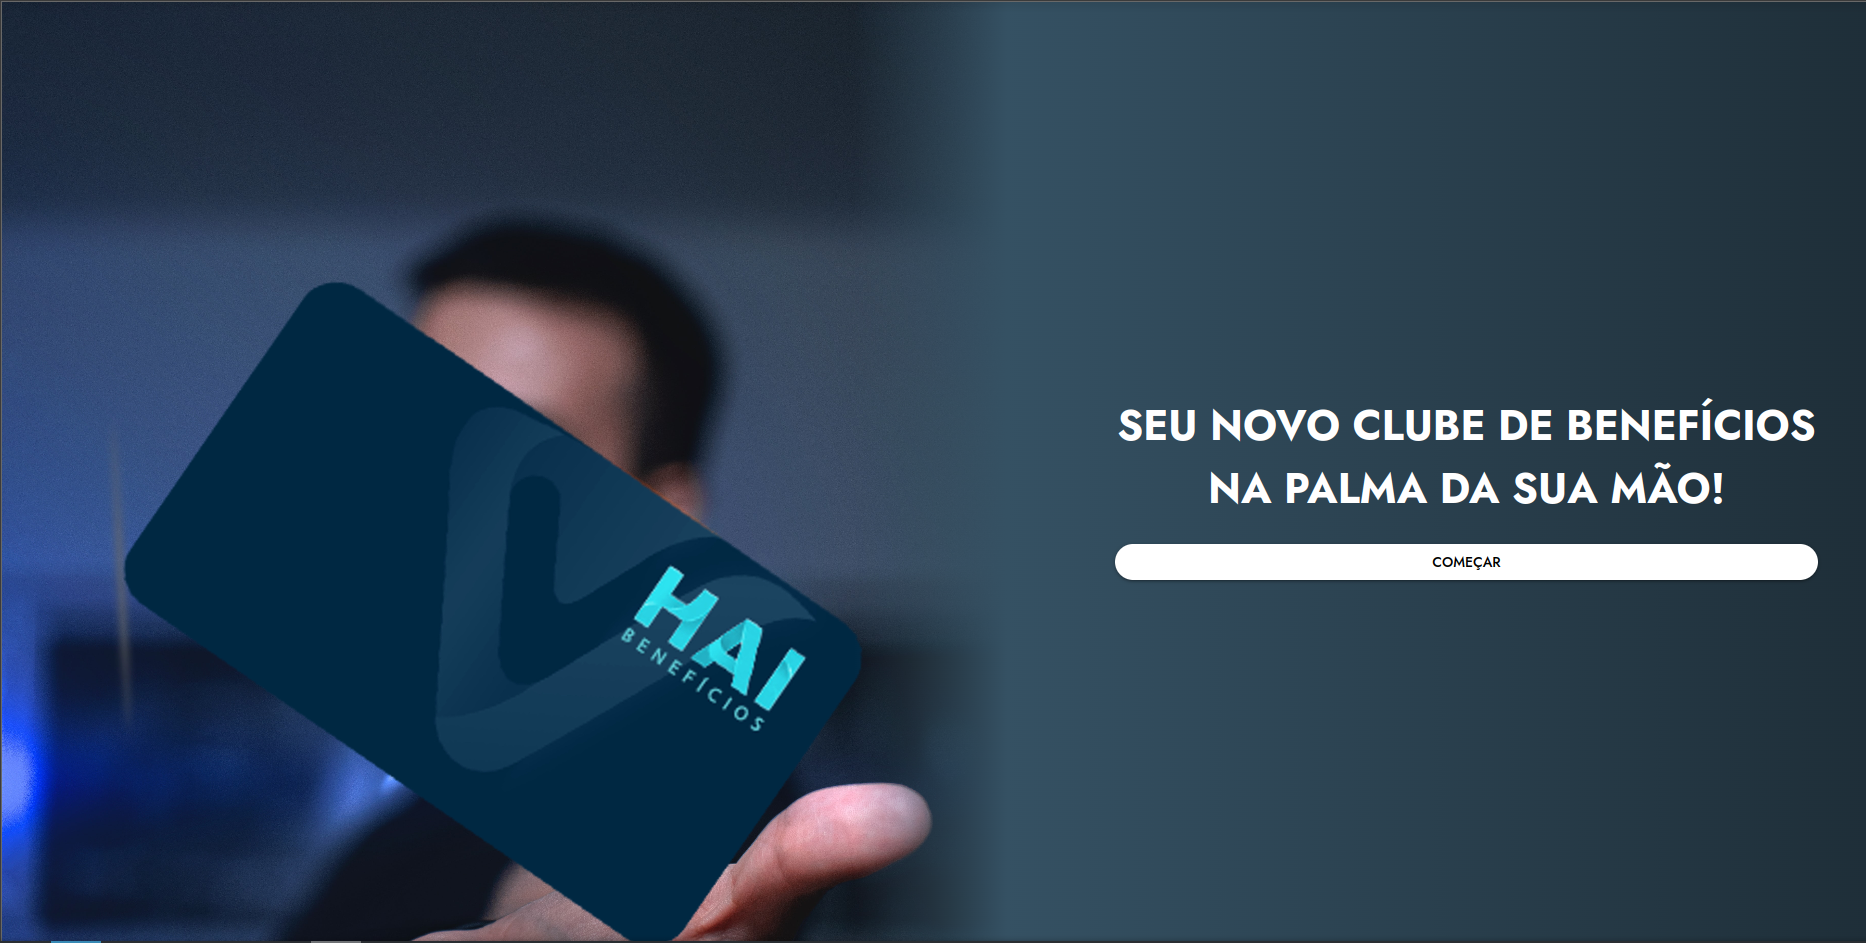 HAI
BENEFÍCIOS
SEU NOVO CLUBE DE BENEFÍCIOS
NA PALMA DA SUA MÃO!
COMEÇAR